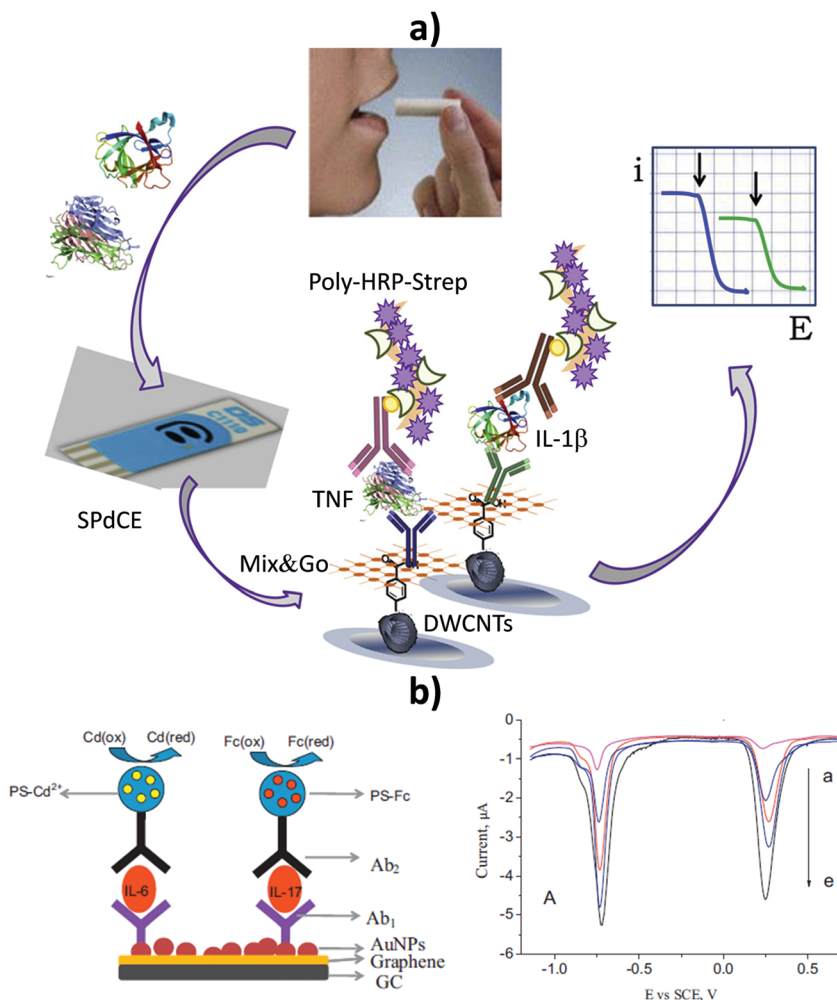 a)
i
E
Poly-HRP-Strep
IL-1β
DS
C1110
TNF
SPdCE
Mix&Go
DWCNTs
b)
Cd(ox) Cd(red) Fc(ox) Fc(red)
PS-Cd²⁺ PS-Fc
Ab₂
IL-6 IL-17
Ab₁
AuNPs
Graphene
GC
0
-1
-2
-3
-4
-5
-6
Current, μA
a
e
A
-1.0 -0.5 0.0 0.5
E vs SCE, V